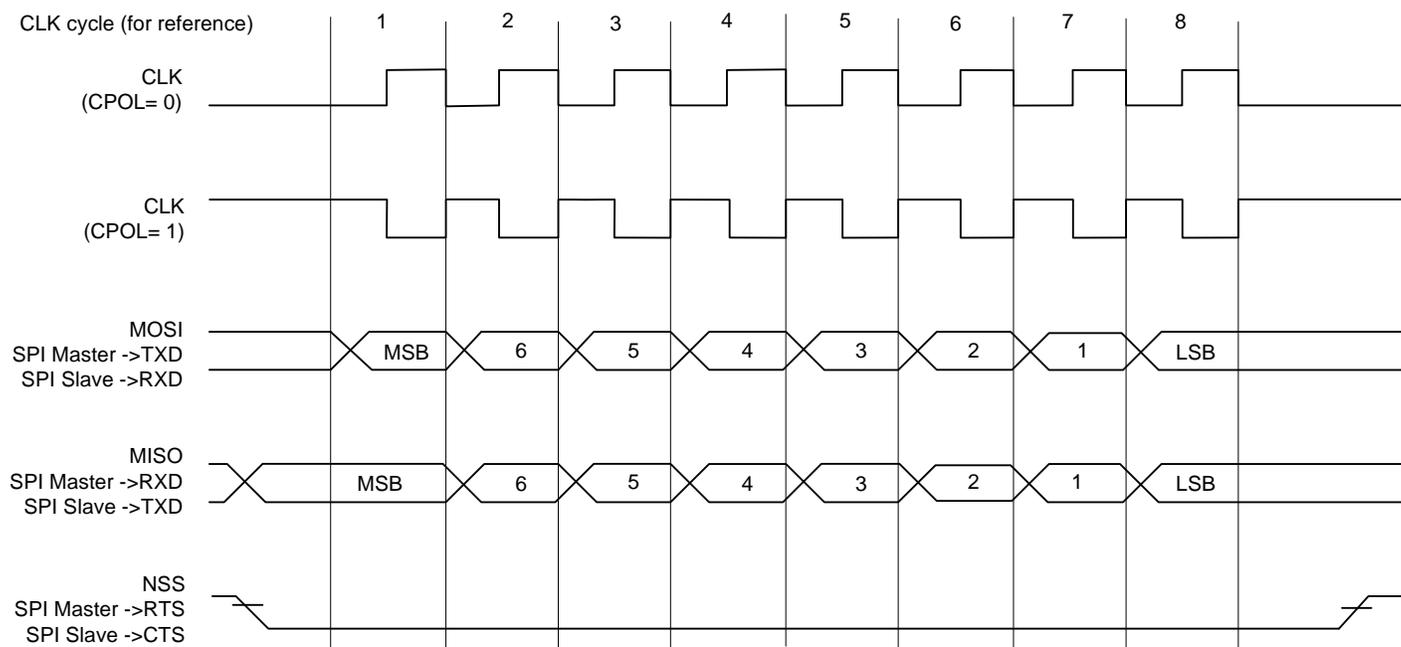 CLK cycle (for reference) 1 2 3 4 5 6 7 8
CLK
(CPOL= 0)
CLK
(CPOL= 1)
MOSI
SPI Master ->TXD
SPI Slave ->RXD
MSB 6 5 4 3 2 1 LSB
MISO
SPI Master ->RXD
SPI Slave ->TXD
MSB 6 5 4 3 2 1 LSB
NSS
SPI Master ->RTS
SPI Slave ->CTS